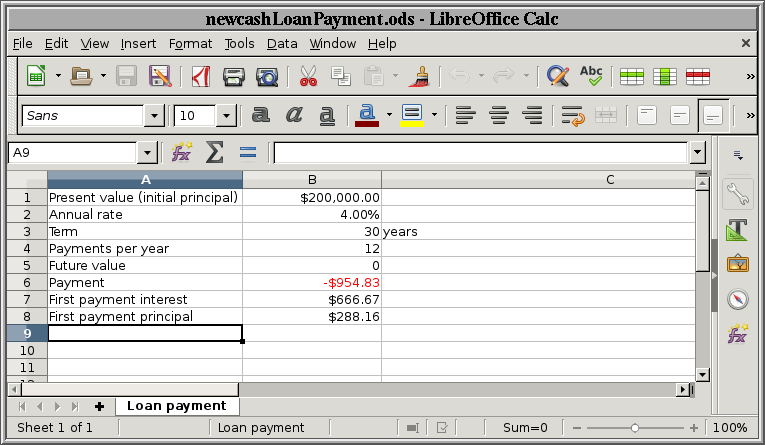 newcashLoanPayment.ods - LibreOffice Calc
File Edit View Insert Format Tools Data Window Help
Abc
Sans 10 a a a a
A9
A B C
1 Present value (initial principal) $200,000.00
2 Annual rate 4.00%
3 Term 30 years
4 Payments per year 12
5 Future value 0
6 Payment -$954.83
7 First payment interest $666.67
8 First payment principal $288.16
9
10
11
Loan payment
Sheet 1 of 1 Loan payment Sum=0 100%